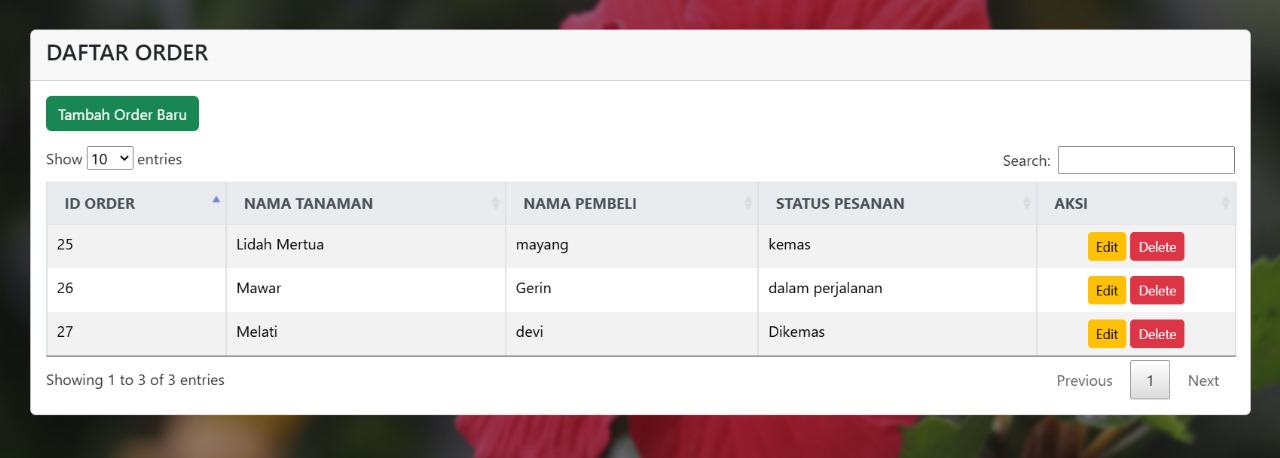 DAFTAR ORDER
Tambah Order Baru
Show 10 entries Search:
ID ORDER NAMA TANAMAN NAMA PEMBELI STATUS PESANAN AKSI
25 Lidah Mertua mayang kemas Edit Delete
26 Mawar Gerin dalam perjalanan Edit Delete
27 Melati devi Dikemas Edit Delete
Showing 1 to 3 of 3 entries Previous 1 Next